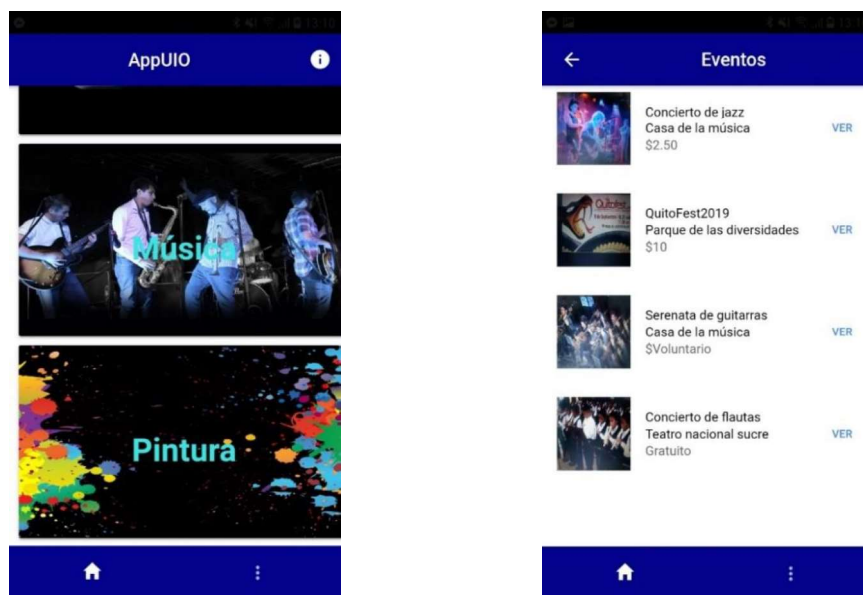 13:10
AppUIO
Música
Pintura
Eventos
Concierto de jazz
Casa de la música
$2.50
VER
QuitoFest2019
Parque de las diversidades
$10
VER
Serenata de guitarras
Casa de la música
$Voluntario
VER
Concierto de flautas
Teatro nacional sucre
Gratuito
VER